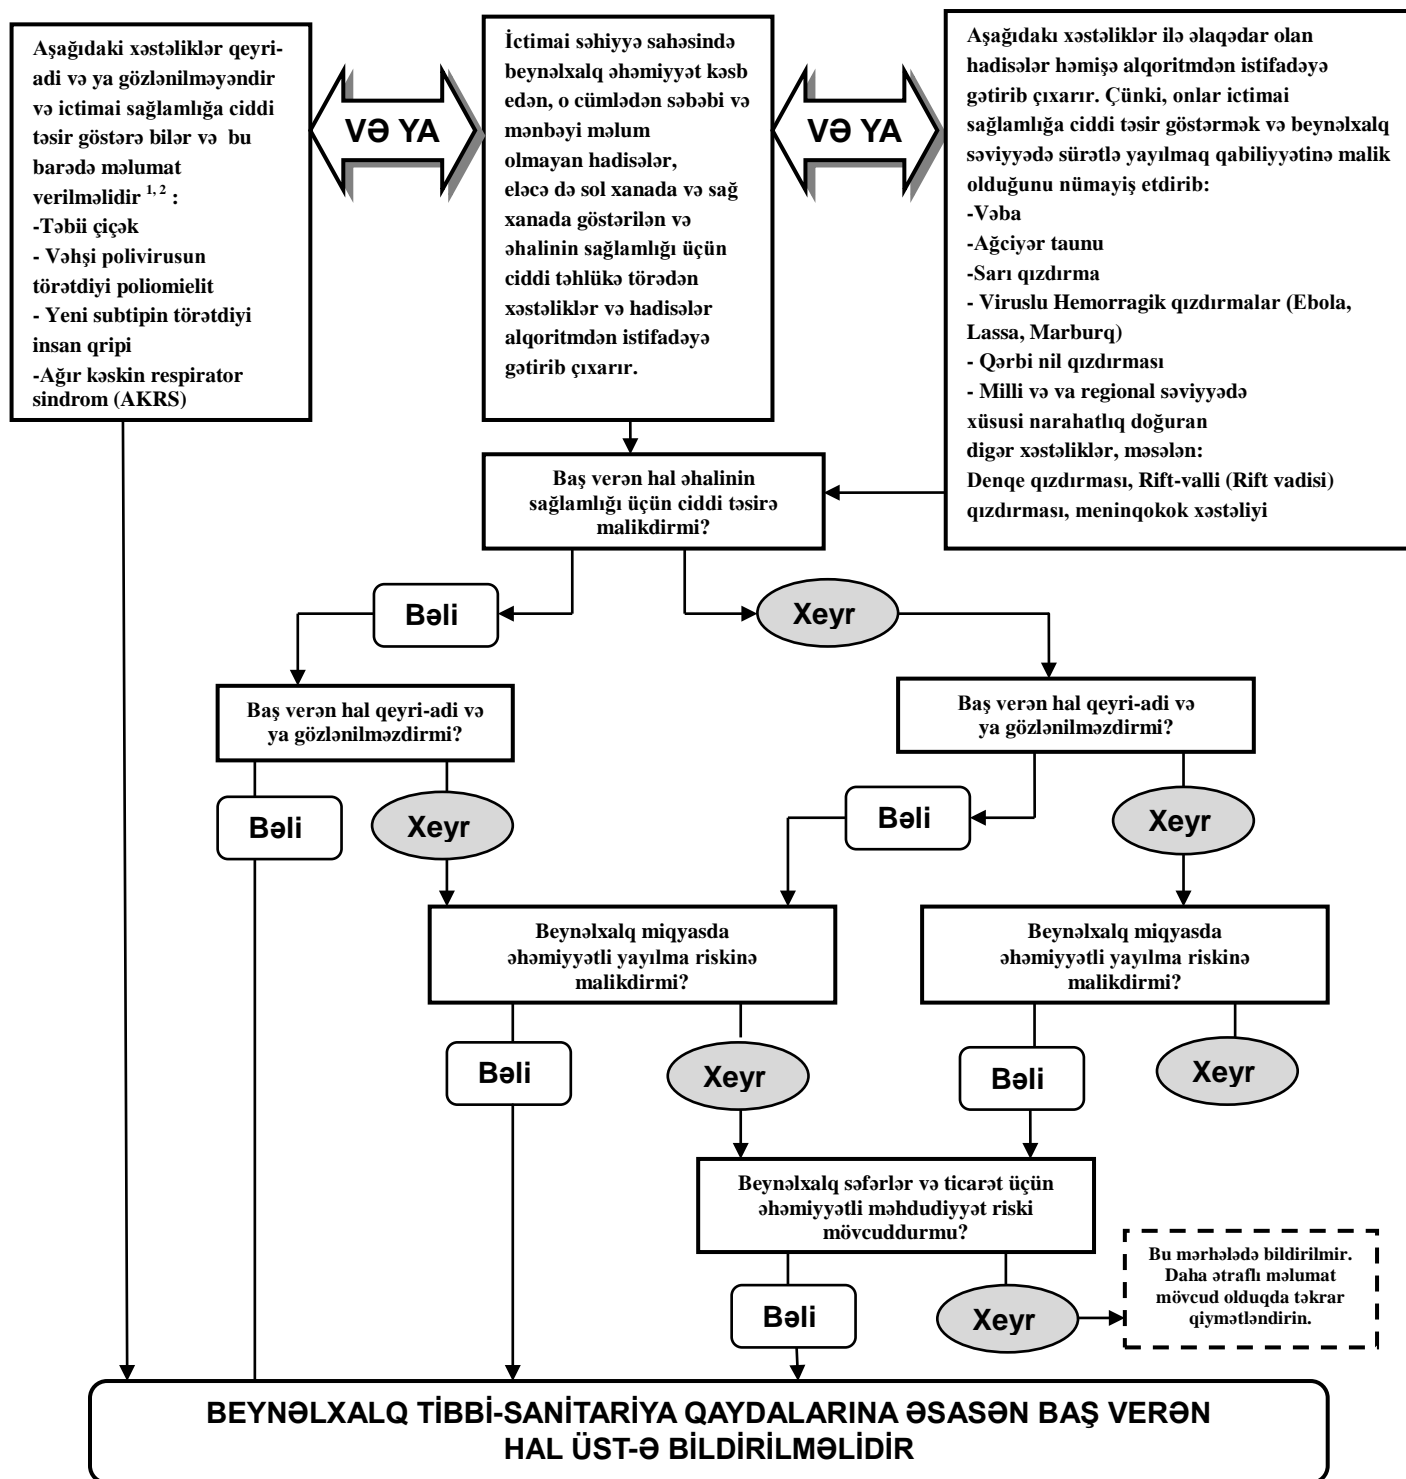 Aşağıdaki xəstəliklər qeyri-
adi və ya gözlənilməyəndir
və ictimai sağlamlığa ciddi
təsir göstərə bilər və bu
barədə məlumat
verilməlidir 1, 2 :
-Təbii çiçək
- Vəhşi polivirusun
törətdiyi poliomielit
- Yeni subtipin törətdiyi
insan qripi
-Ağır kəskin respirator
sindrom (AKRS)
VƏ YA
İctimai səhiyyə sahəsində
beynəlxalq əhəmiyyət kəsb
edən, o cümlədən səbəbi və
mənbəyi məlum
olmayan hadisələr,
eləcə də sol xanada və sağ
xanada göstərilən və
əhalinin sağlamlığı üçün
ciddi təhlükə törədən
xəstəliklər və hadisələr
alqoritmdən istifadəyə
gətirib çıxarır.
VƏ YA
Aşağıdakı xəstəliklər ilə əlaqədar olan
hadisələr həmişə alqoritmdən istifadəyə
gətirib çıxarır. Çünki, onlar ictimai
sağlamlığa ciddi təsir göstərmək və beynəlxalq
səviyyədə sürətlə yayılmaq qabiliyyətinə malik
olduğunu nümayiş etdirib:
-Vəba
-Ağciyər taunu
-Sarı qızdırma
- Viruslu Hemorragik qızdırmalar (Ebola,
Lassa, Marburq)
- Qərbi nil qızdırması
- Milli və va regional səviyyədə
xüsusi narahatlıq doğuran
digər xəstəliklər, məsələn:
Denqe qızdırması, Rift-valli (Rift vadisi)
qızdırması, meninqokok xəstəliyi
Baş verən hal əhalinin
sağlamlığı üçün ciddi təsirə
malikdirmi?
Bəli
Xeyr
Baş verən hal qeyri-adi və
ya gözlənilməzdirmi?
Baş verən hal qeyri-adi və
ya gözlənilməzdirmi?
Bəli
Xeyr
Bəli
Xeyr
Beynəlxalq miqyasda
əhəmiyyətli yayılma riskinə
malikdirmi?
Beynəlxalq miqyasda
əhəmiyyətli yayılma riskinə
malikdirmi?
Bəli
Xeyr
Bəli
Xeyr
Beynəlxalq səfərlər və ticarət üçün
əhəmiyyətli məhdudiyyət riski
mövcuddurmu?
Bəli
Xeyr
Bu mərhələdə bildirilmir.
Daha ətraflı məlumat
mövcud olduqda təkrar
qiymətləndirin.
BEYNƏLXALQ TİBBİ-SANİTARİYA QAYDALARINA ƏSASƏN BAŞ VERƏN
HAL ÜST-Ə BİLDİRİLMƏLİDİR